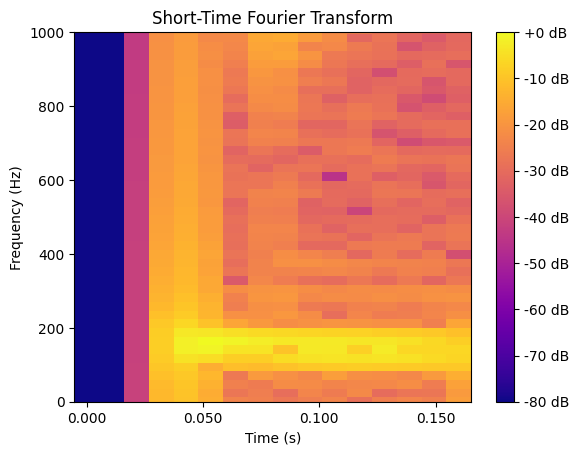 Short-Time Fourier Transform
Frequency (Hz)
1000
800
600
400
200
0
0.000
0.050
0.100
0.150
Time (s)
+0 dB
-10 dB
-20 dB
-30 dB
-40 dB
-50 dB
-60 dB
-70 dB
-80 dB